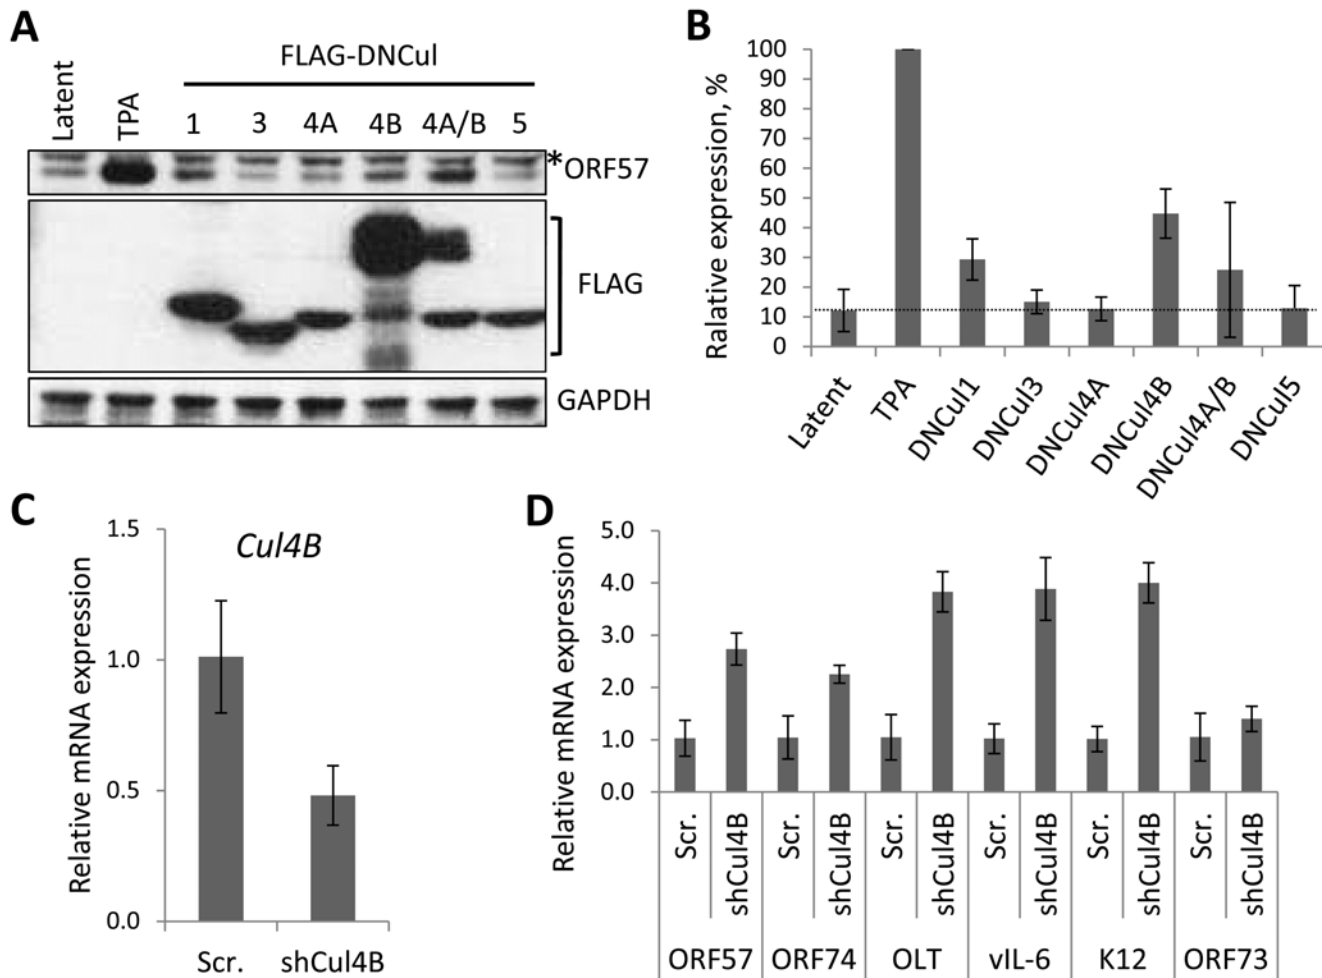 A
FLAG-DNCul
Latent
TPA
1 3 4A 4B 4A/B 5
*ORF57
FLAG
GAPDH
B
Ralative expression, %
100
90
80
70
60
50
40
30
20
10
0
Latent
TPA
DNCul1
DNCul3
DNCul4A
DNCul4B
DNCul4A/B
DNCul5
C
Relative mRNA expression
Cul4B
1.5
1.0
0.5
0.0
Scr. shCul4B
D
Relative mRNA expression
5.0
4.0
3.0
2.0
1.0
0.0
Scr.
shCul4B
Scr.
shCul4B
Scr.
shCul4B
Scr.
shCul4B
Scr.
shCul4B
Scr.
shCul4B
ORF57 ORF74 OLT vIL-6 K12 ORF73